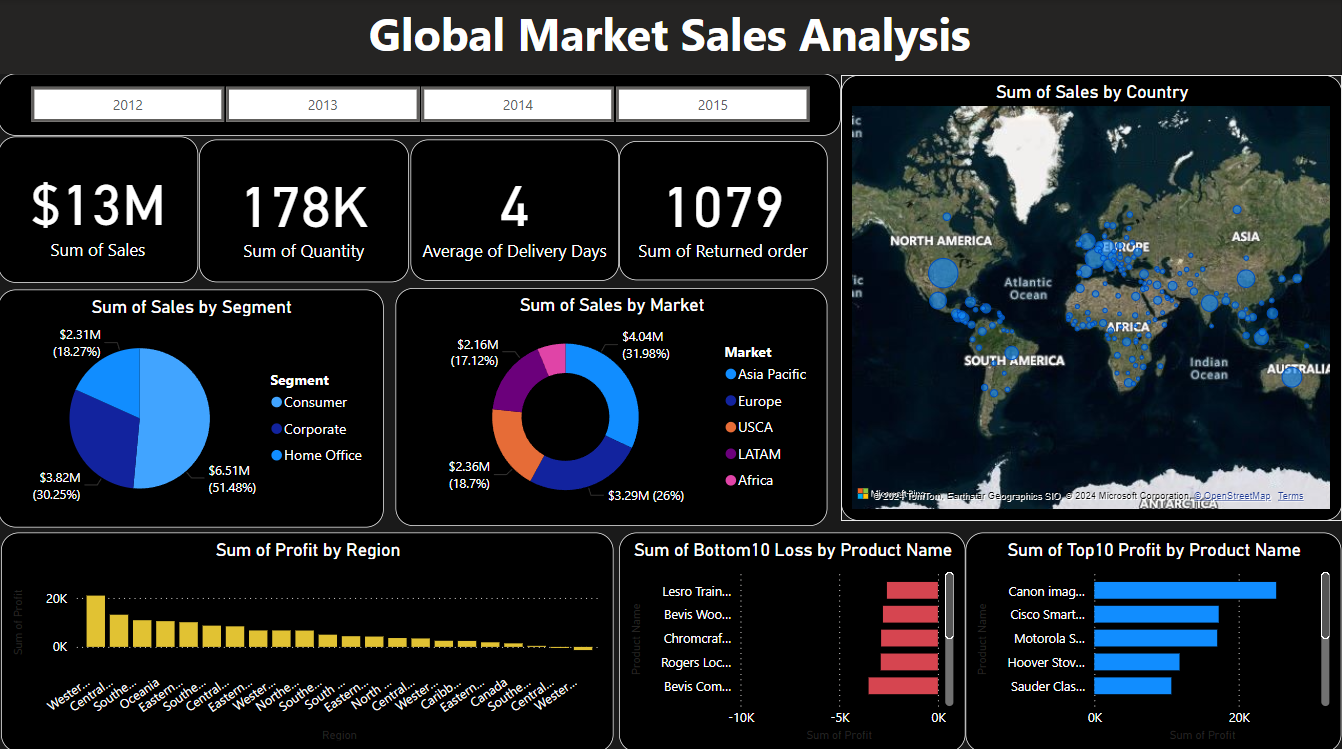 Global Market Sales Analysis
2012
2013
2014
2015
$13M
Sum of Sales
178K
Sum of Quantity
4
Average of Delivery Days
1079
Sum of Returned order
Sum of Sales by Country
NORTH AMERICA
EUROPE
ASIA
Atlantic
Ocean
AFRICA
SOUTH AMERICA
Indian
Ocean
AUSTRALIA
ic
an
ific
an
© 2024 TomTom, Earthstar Geographics SIO, © 2024 Microsoft Corporation, © OpenStreetMap Terms
ANTARCTICA
Sum of Sales by Segment
$2.31M
(18.27%)
$3.82M
(30.25%)
$6.51M
(51.48%)
Segment
Consumer
Corporate
Home Office
Sum of Sales by Market
$2.16M
(17.12%)
$4.04M
(31.98%)
$2.36M
(18.7%)
$3.29M (26%)
Market
Asia Pacific
Europe
USCA
LATAM
Africa
Sum of Profit by Region
Sum of Profit
20K
0K
Wester...
Central...
Southe...
Oceania
Eastern...
Southe...
Central...
Eastern...
Wester...
Northe...
Southe...
South ...
Eastern...
North ...
Central...
Wester...
Caribb...
Eastern...
Canada
Southe...
Central...
Wester...
Region
Sum of Bottom10 Loss by Product Name
Product Name
Lesro Train...
Bevis Woo...
Chromcraf...
Rogers Loc...
Bevis Com...
-10K
-5K
0K
Sum of Profit
Sum of Top10 Profit by Product Name
Product Name
Canon imag...
Cisco Smart...
Motorola S...
Hoover Stov...
Sauder Clas...
0K
20K
Sum of Profit